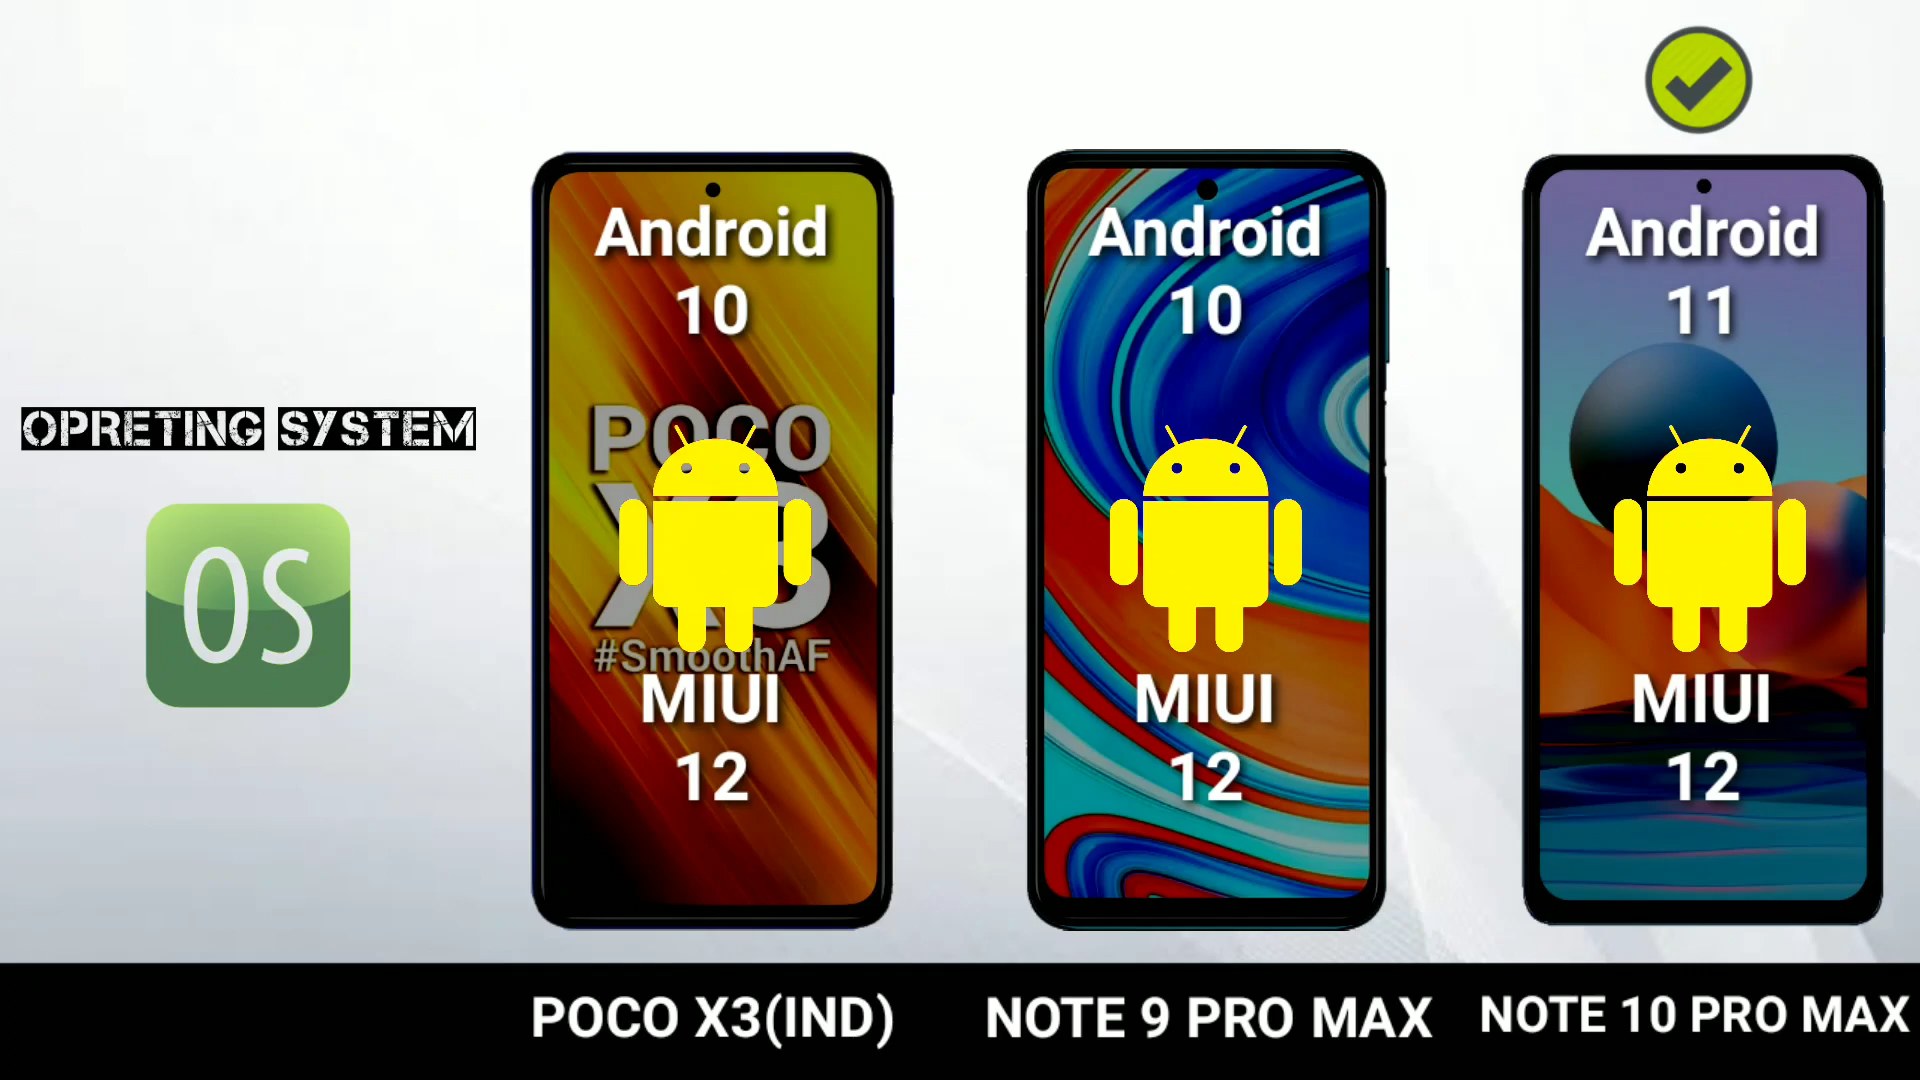 OPRETING SYSTEM
OS
Android
10
POCO
X3
#SmoothAF
MIUI
12
Android
10
MIUI
12
Android
11
MIUI
12
POCO X3(IND)
NOTE 9 PRO MAX
NOTE 10 PRO MAX